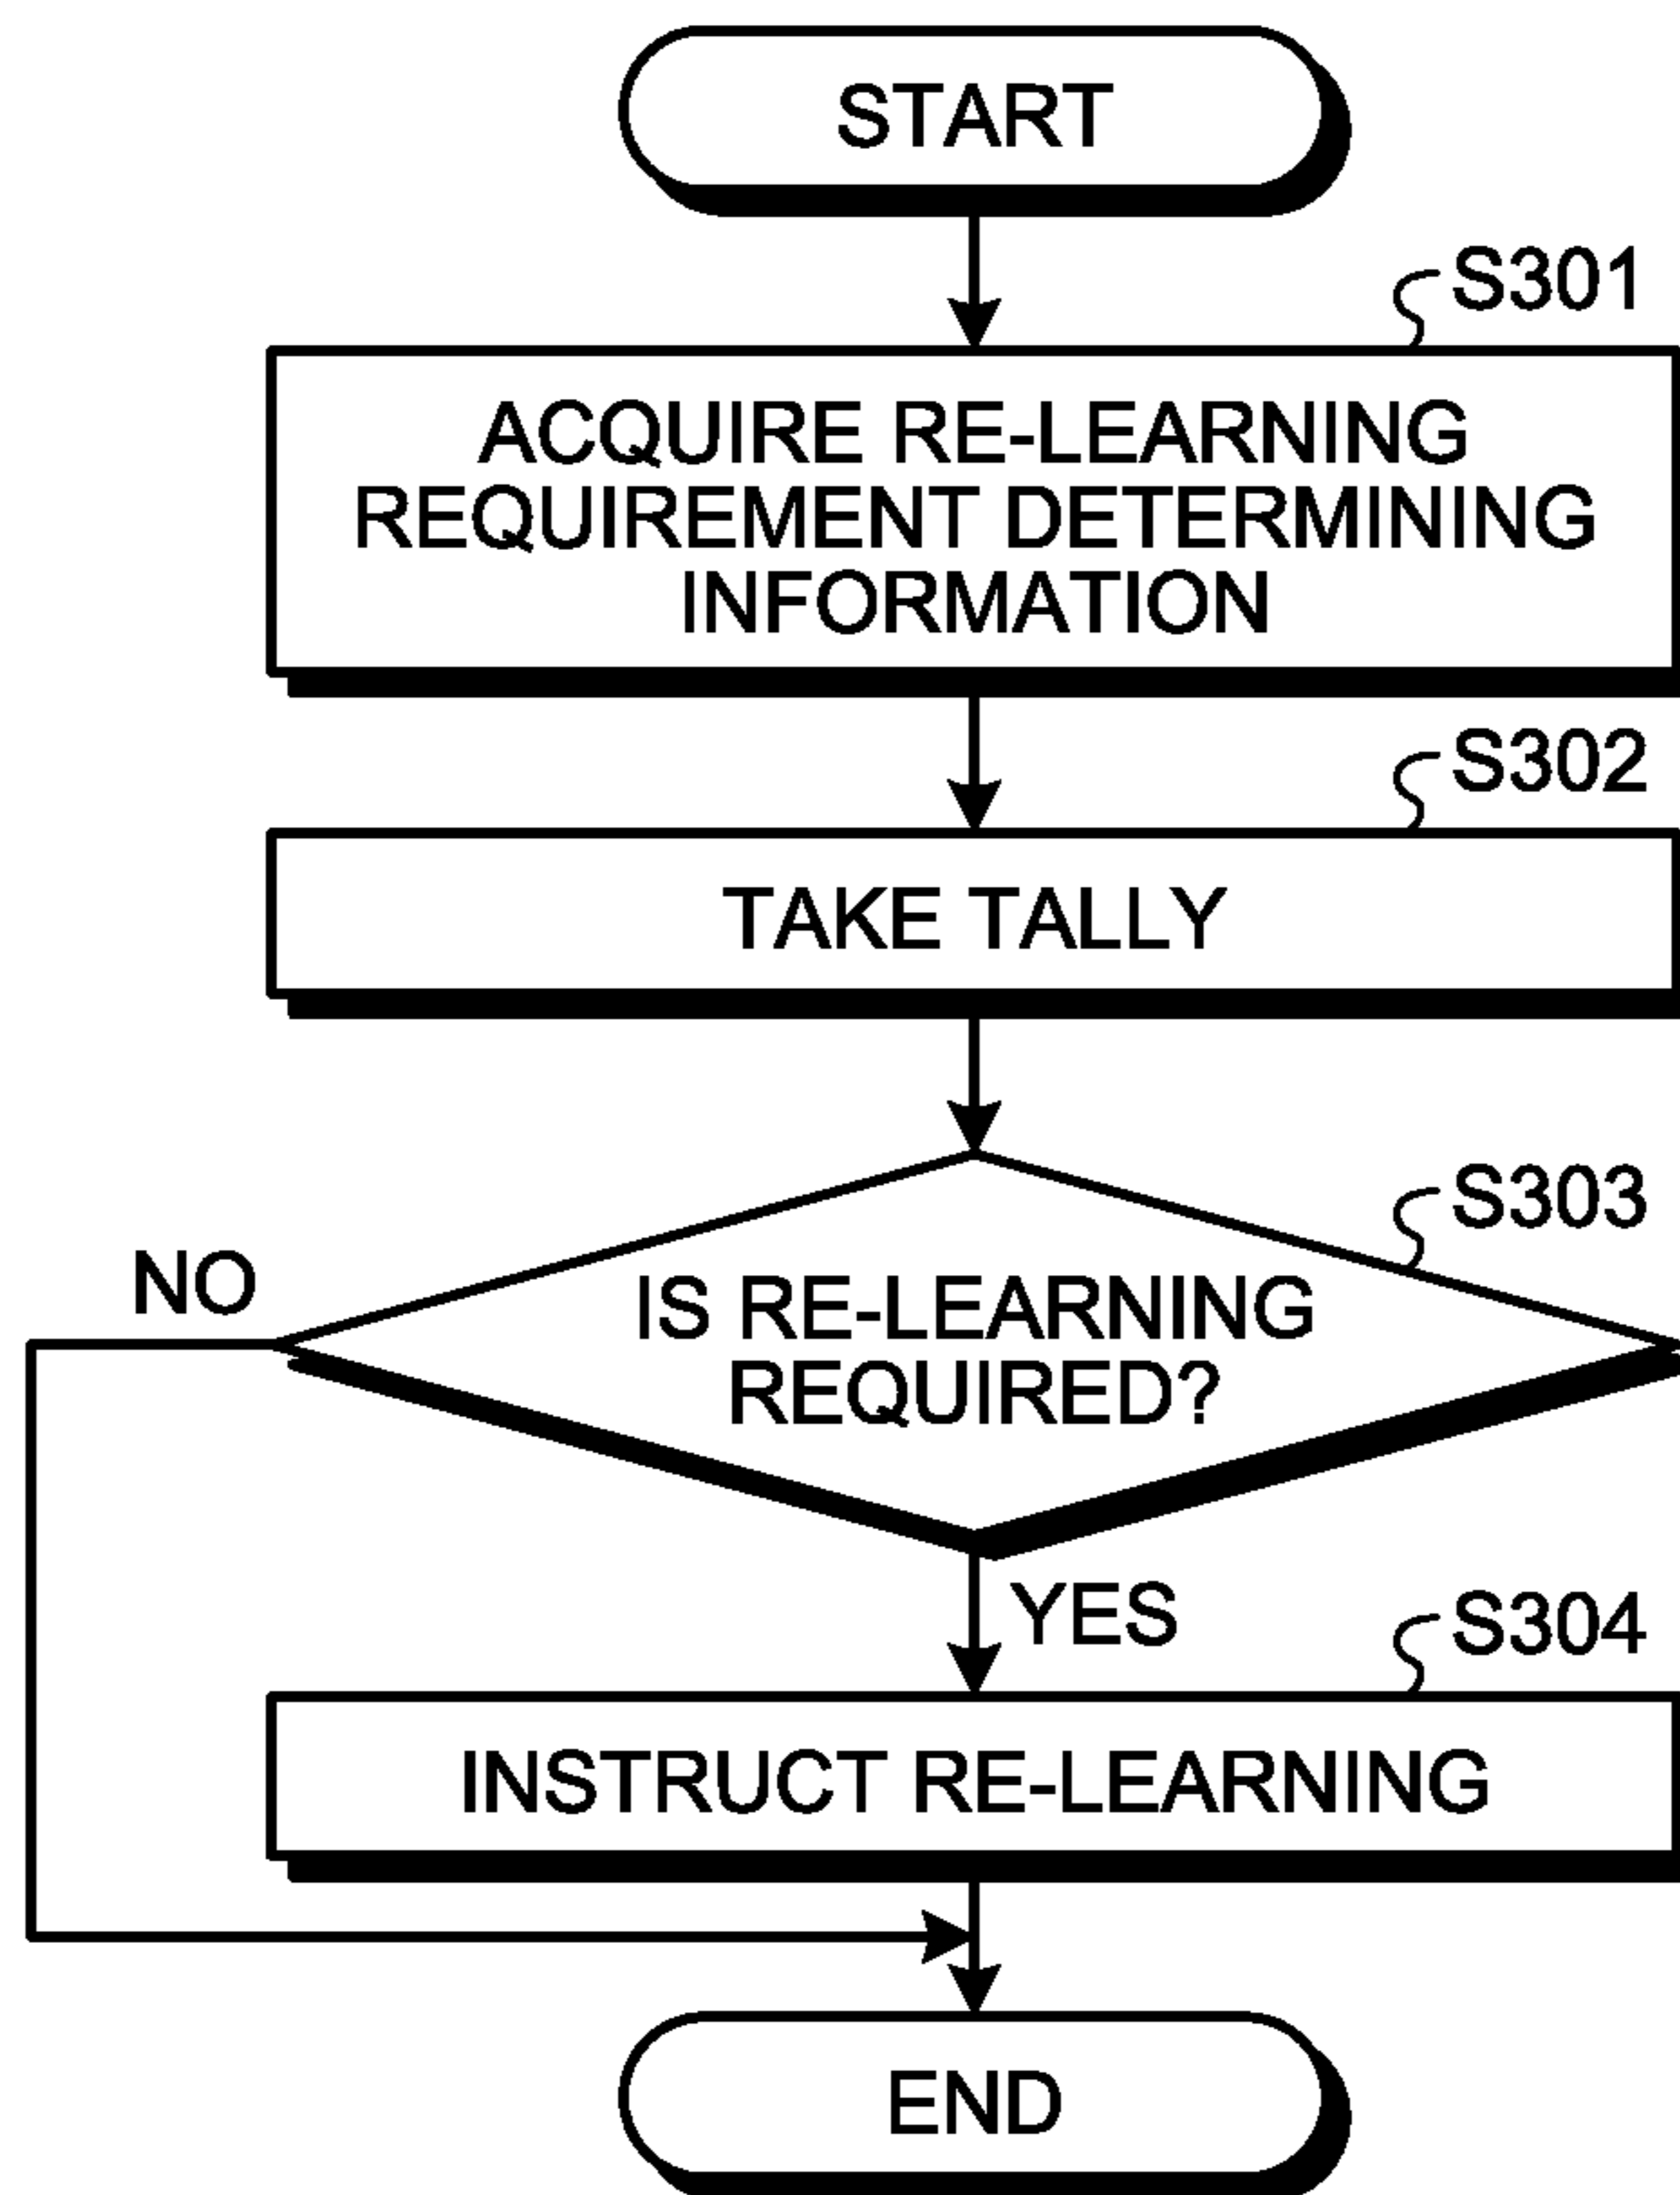 START
S301
ACQUIRE RE-LEARNING
REQUIREMENT DETERMINING
INFORMATION
S302
TAKE TALLY
S303
NO
IS RE-LEARNING
REQUIRED?
YES
S304
INSTRUCT RE-LEARNING
END